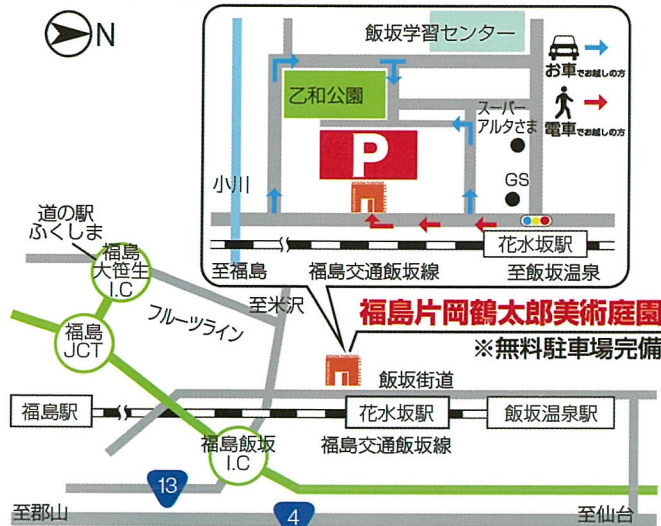 N
飯坂学習センター
お車でお越しの方
乙和公園
スーパー
アルタさま
電車でお越しの方
P
GS
小川
花水坂駅
至福島
福島交通飯坂線
至飯坂温泉
道の駅
ふくしま
福島
大笹生
I.C
至米沢
フルーツライン
福島
JCT
福島片岡鶴太郎美術庭園
※無料駐車場完備
飯坂街道
福島駅
花水坂駅
飯坂温泉駅
福島飯坂
I.C
福島交通飯坂線
13
4
至郡山
至仙台